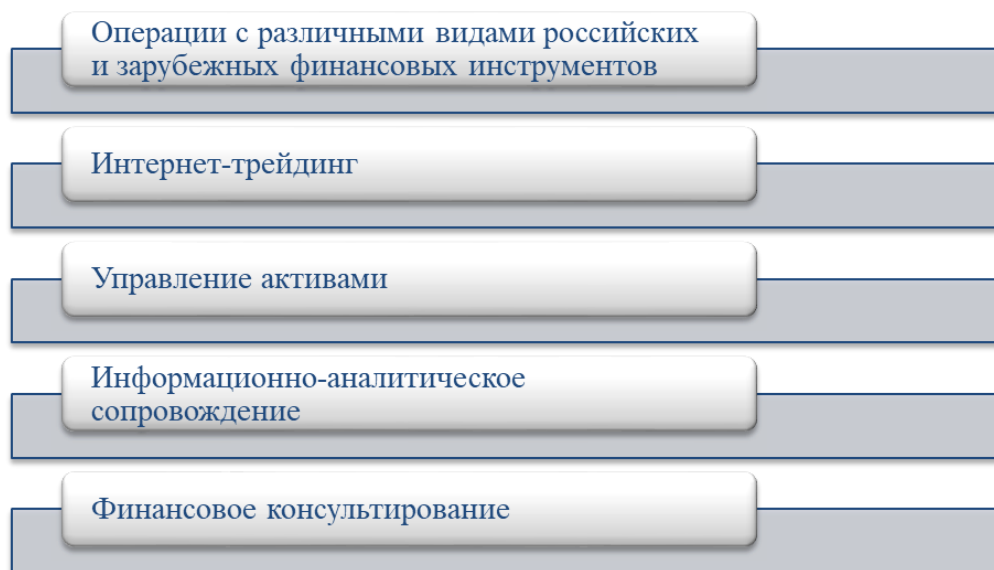 Операции с различными видами российских
и зарубежных финансовых инструментов
Интернет-трейдинг
Управление активами
Информационно-аналитическое
сопровождение
Финансовое консультирование